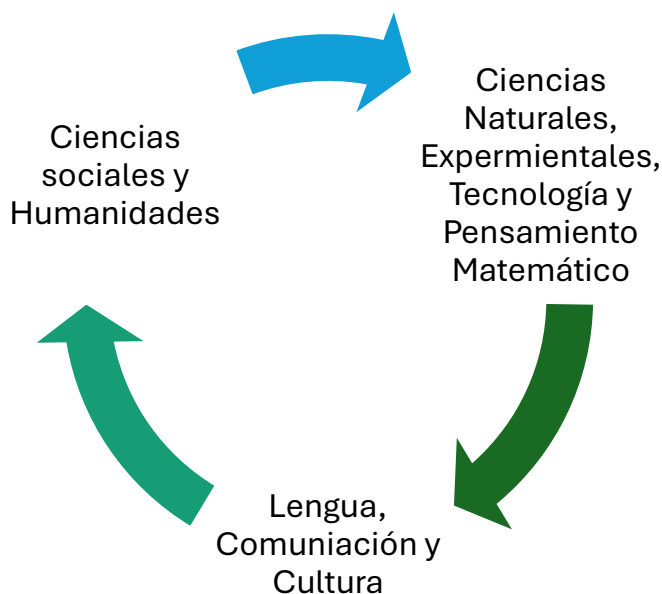 Ciencias
sociales y
Humanidades
Ciencias
Naturales,
Expermientales,
Tecnología y
Pensamiento
Matemático
Lengua,
Comuniación y
Cultura